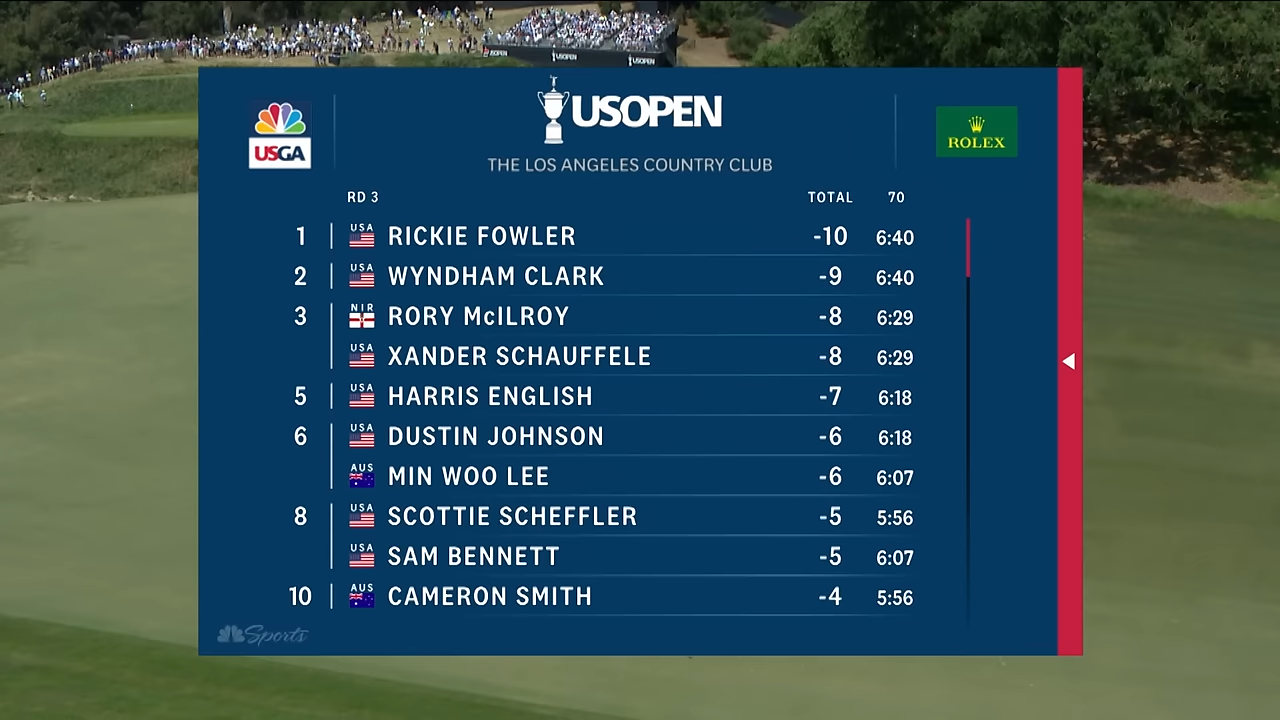 USOPEN
USOPEN
USOPEN
USGA
USOPEN
ROLEX
THE LOS ANGELES COUNTRY CLUB
RD 3 TOTAL 70
1 USA RICKIE FOWLER -10 6:40
2 USA WYNDHAM CLARK -9 6:40
3 NIR RORY McILROY -8 6:29
USA XANDER SCHAUFFELE -8 6:29
5 USA HARRIS ENGLISH -7 6:18
6 USA DUSTIN JOHNSON -6 6:18
AUS MIN WOO LEE -6 6:07
8 USA SCOTTIE SCHEFFLER -5 5:56
USA SAM BENNETT -5 6:07
10 AUS CAMERON SMITH -4 5:56
Sports